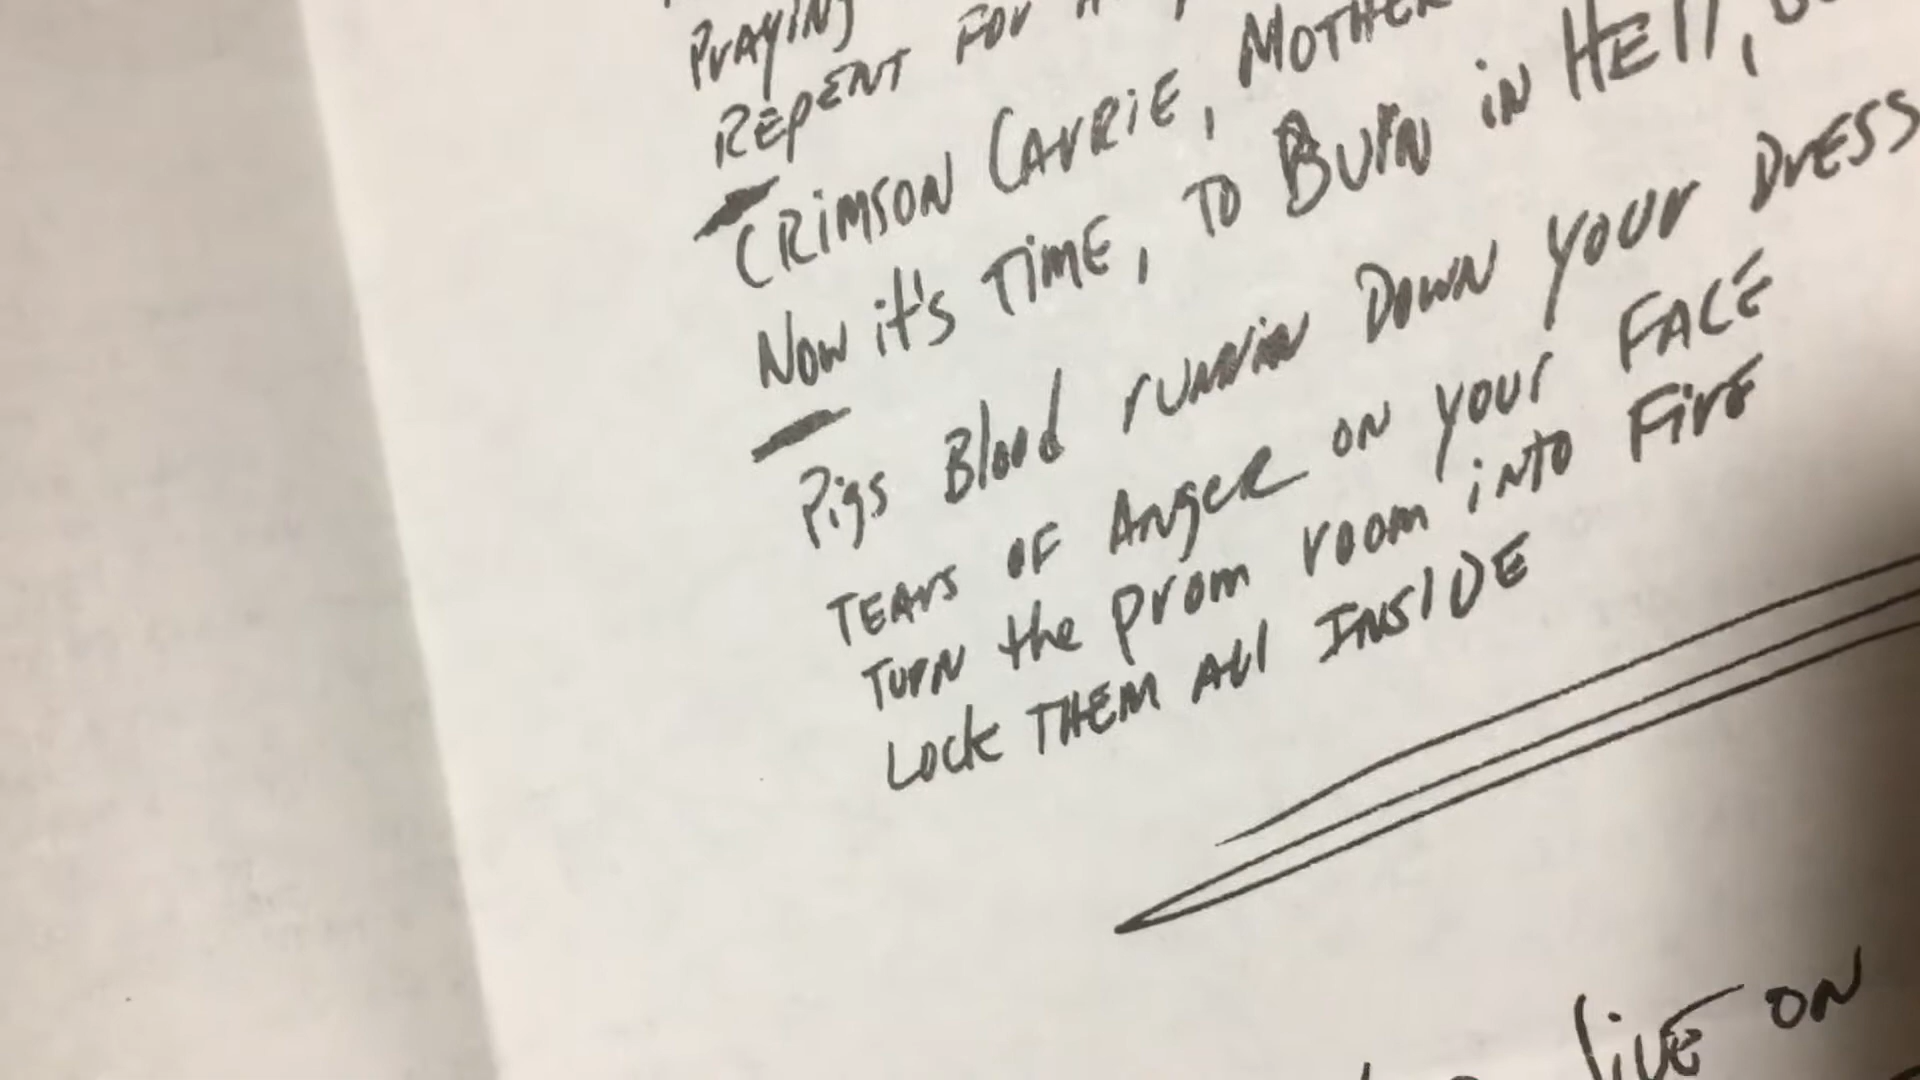 PrAYING
REPENT FOR
CRIMSON CArRIE, MOTHER
Now it's TIME, TO BUrN iN HEll,
Pigs Blood runnin Down Your DrESS
TEArS OF AngER ON your FACE
TUrN the prom room iNTO FirE
Lock THEM All INSIDE
live ON